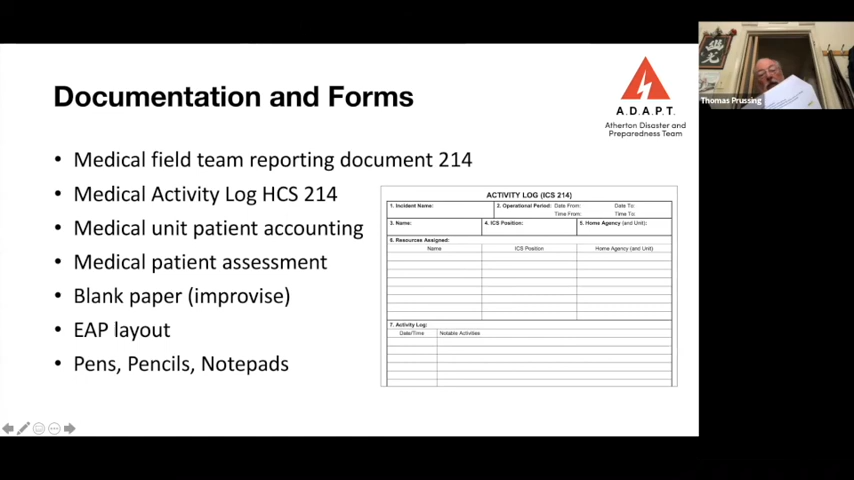 Documentation and Forms
A.D.A.P.T.
Atherton Disaster and
Preparedness Team
• Medical field team reporting document 214
• Medical Activity Log HCS 214
• Medical unit patient accounting
• Medical patient assessment
• Blank paper (improvise)
• EAP layout
• Pens, Pencils, Notepads
ACTIVITY LOG (ICS 214)
1. Incident Name:
2. Operational Period: Date From: Date To:
Time From: Time To:
3. Name:
4. ICS Position:
5. Home Agency (and Unit):
6. Resources Assigned:
Name ICS Position Home Agency (and Unit)
7. Activity Log:
Date/Time Notable Activities
Thomas Prussing